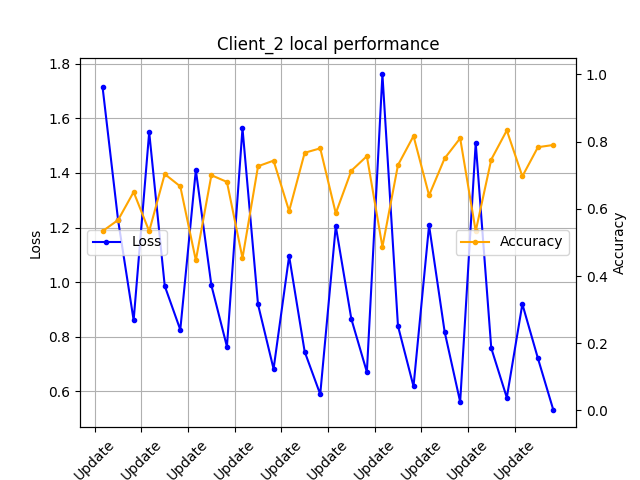 Client_2 local performance
1.8
1.6
1.4
1.2
1.0
0.8
0.6
Loss
Loss
Accuracy
1.0
0.8
0.6
0.4
0.2
0.0
Accuracy
Update
Update
Update
Update
Update
Update
Update
Update
Update
Update